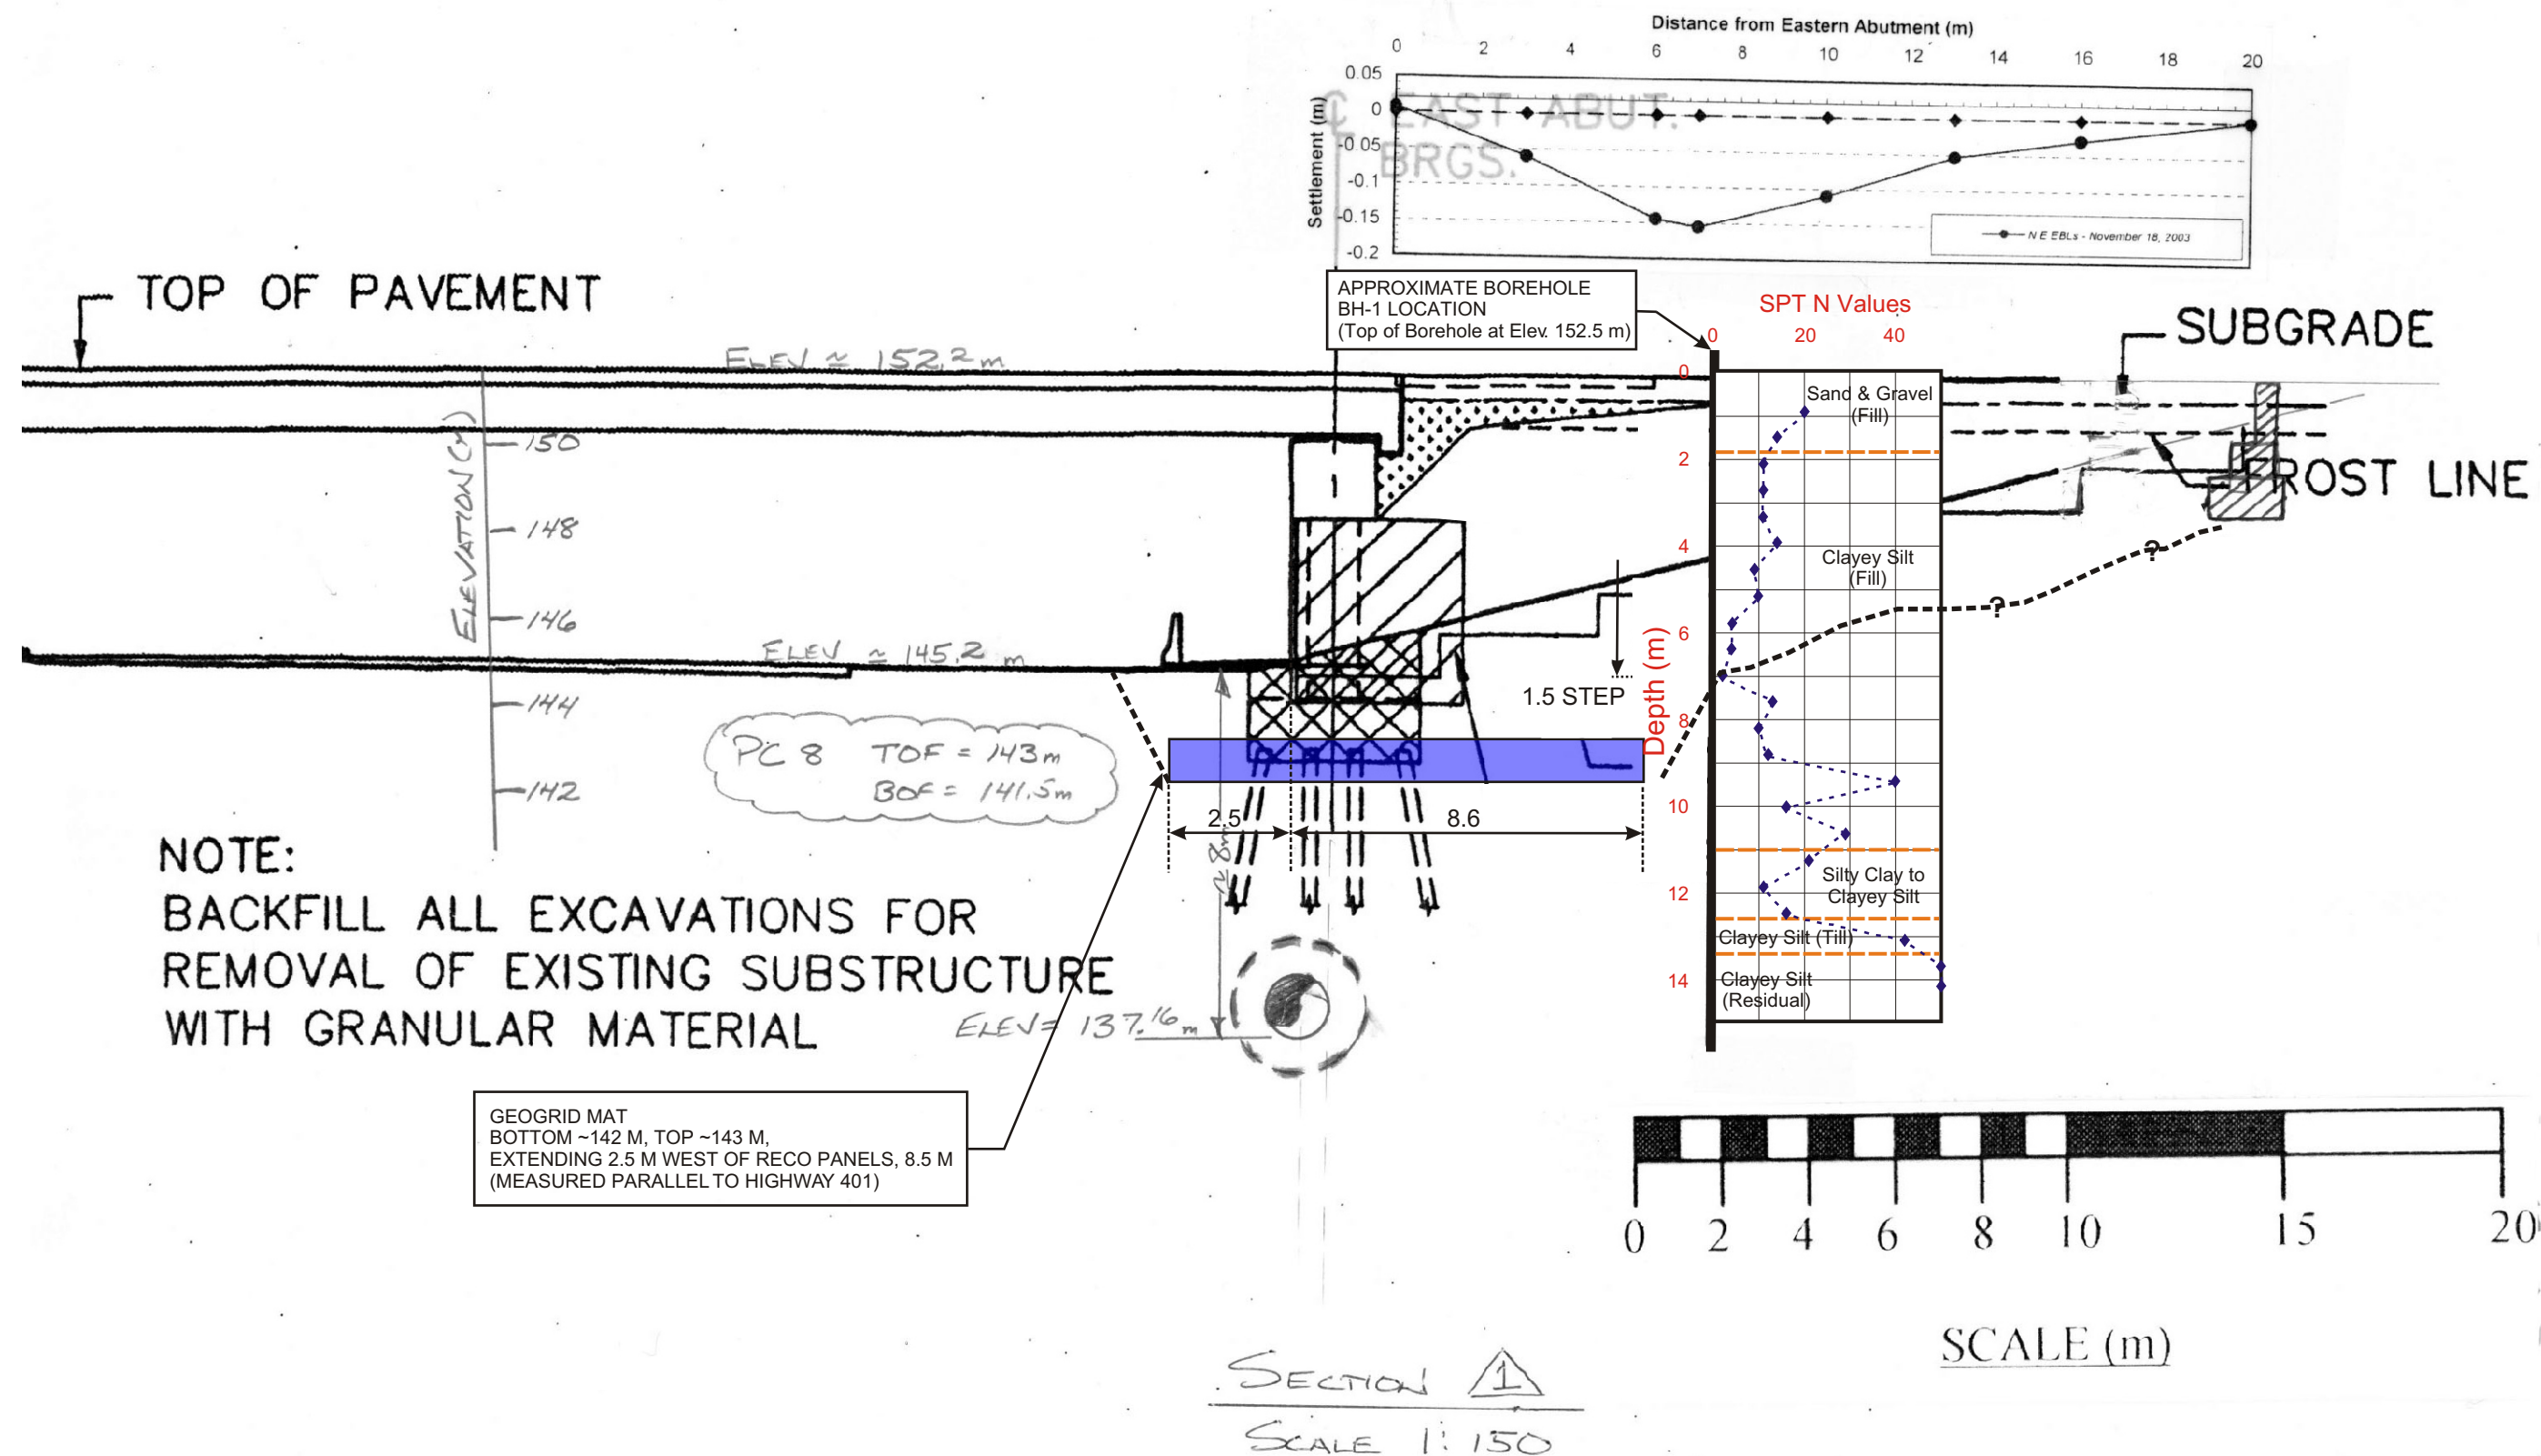 Distance from Eastern Abutment (m)
0 2 4 6 8 10 12 14 16 18 20
0.05
0
-0.05
-0.1
-0.15
-0.2
Settlement (m)
℄ EAST ABUT.
BRGS.
N E EBLs - November 18, 2003
TOP OF PAVEMENT
APPROXIMATE BOREHOLE
BH-1 LOCATION
(Top of Borehole at Elev. 152.5 m)
SPT N Values
0 20 40
SUBGRADE
ELEV ≈ 152.2 m
ELEVATION (m)
150
148
146
144
142
0
2
4
6
8
10
12
14
Depth (m)
Sand & Gravel
(Fill)
Clayey Silt
(Fill)
Silty Clay to
Clayey Silt
Clayey Silt (Till)
Clayey Silt
(Residual)
FROST LINE
?
?
ELEV ≈ 145.2 m
1.5 STEP
PC 8 TOF = 143m
BOF = 141.5m
2.5
8.6
≈ 8m
NOTE:
BACKFILL ALL EXCAVATIONS FOR
REMOVAL OF EXISTING SUBSTRUCTURE
WITH GRANULAR MATERIAL
ELEV= 137.16 m
GEOGRID MAT
BOTTOM ~142 M, TOP ~143 M,
EXTENDING 2.5 M WEST OF RECO PANELS, 8.5 M
(MEASURED PARALLEL TO HIGHWAY 401)
0 2 4 6 8 10 15 20
SCALE (m)
SECTION 1
SCALE 1:150